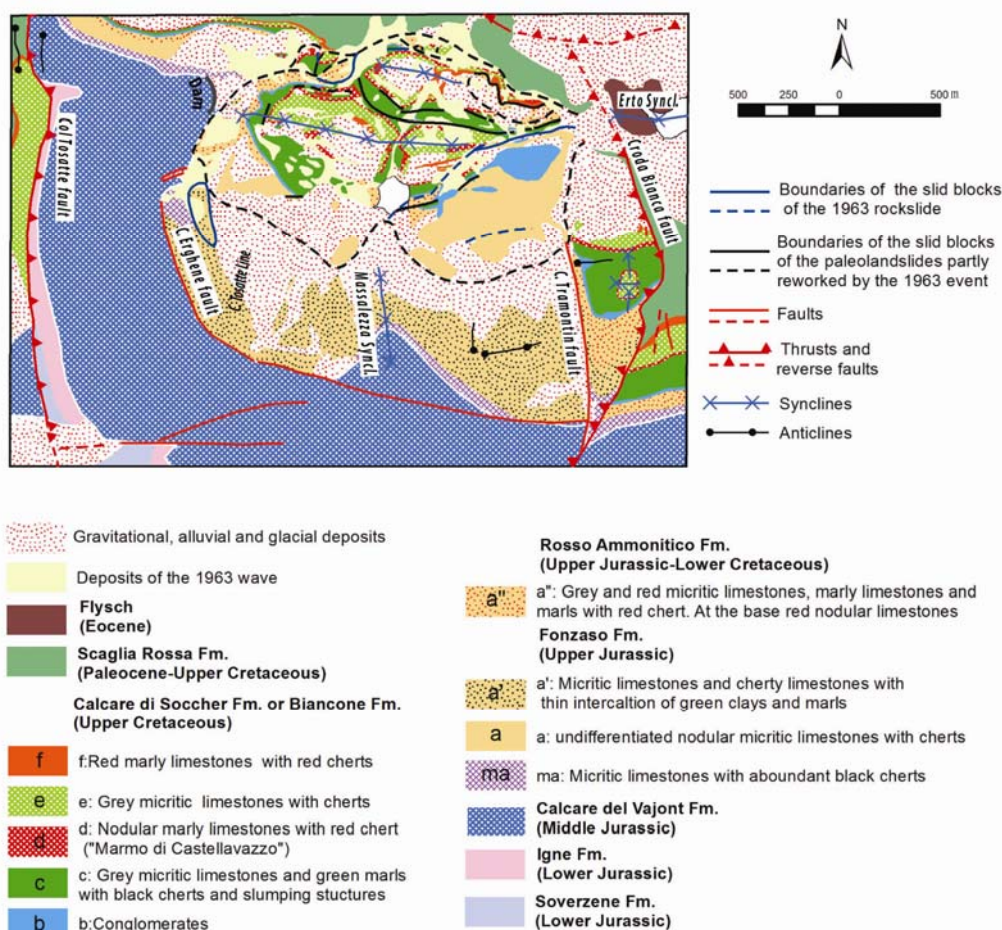 Dam
Col Tosatte fault
C. Erghene fault
C. Tosatte Line
Massalezza Syncl.
C. Tramontin fault
Croda Bianca fault
Erto Syncl.
N
500 250 0 500 m
Boundaries of the slid blocks
of the 1963 rockslide
Boundaries of the slid blocks
of the paleolandslides partly
reworked by the 1963 event
Faults
Thrusts and
reverse faults
Synclines
Anticlines
Gravitational, alluvial and glacial deposits
Deposits of the 1963 wave
Flysch
(Eocene)
Scaglia Rossa Fm.
(Paleocene-Upper Cretaceous)
Calcare di Soccher Fm. or Biancone Fm.
(Upper Cretaceous)
f
f:Red marly limestones with red cherts
e
e: Grey micritic limestones with cherts
d
d: Nodular marly limestones with red chert
("Marmo di Castellavazzo")
c
c: Grey micritic limestones and green marls
with black cherts and slumping stuctures
b
b:Conglomerates
Rosso Ammonitico Fm.
(Upper Jurassic-Lower Cretaceous)
a"
a": Grey and red micritic limestones, marly limestones and
marls with red chert. At the base red nodular limestones
Fonzaso Fm.
(Upper Jurassic)
a'
a': Micritic limestones and cherty limestones with
thin intercaltion of green clays and marls
a
a: undifferentiated nodular micritic limestones with cherts
ma
ma: Micritic limestones with aboundant black cherts
Calcare del Vajont Fm.
(Middle Jurassic)
Igne Fm.
(Lower Jurassic)
Soverzene Fm.
(Lower Jurassic)